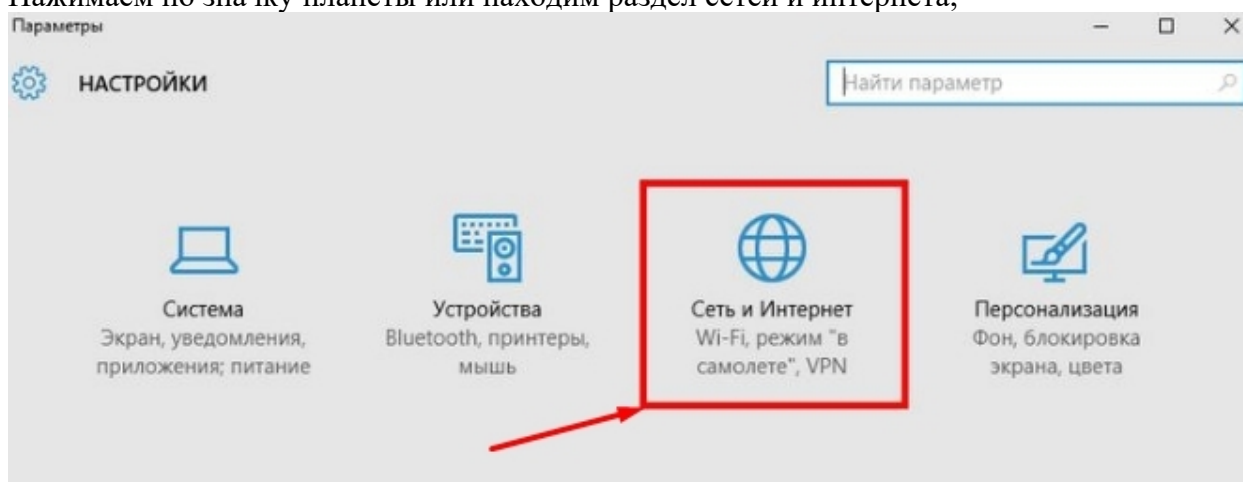 Нажимаем по значку планеты или находим раздел сетей и интернета;
Параметры
НАСТРОЙКИ
Найти параметр
Система
Экран, уведомления,
приложения; питание
Устройства
Bluetooth, принтеры,
мышь
Сеть и Интернет
Wi-Fi, режим "в
самолете", VPN
Персонализация
Фон, блокировка
экрана, цвета